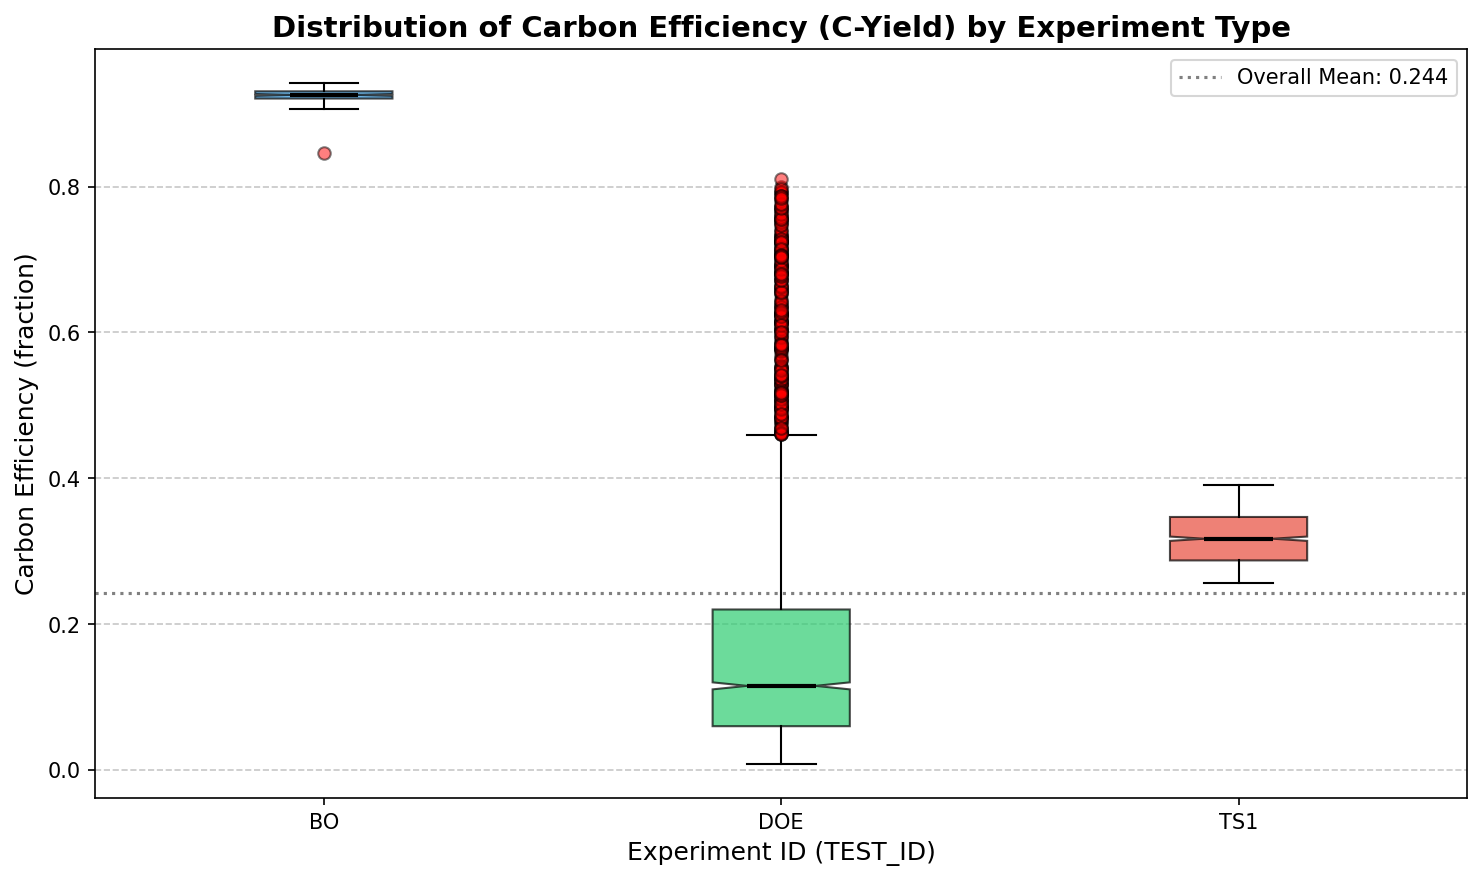 Distribution of Carbon Efficiency (C-Yield) by Experiment Type
Overall Mean: 0.244
Carbon Efficiency (fraction)
0.8
0.6
0.4
0.2
0.0
BO
DOE
TS1
Experiment ID (TEST_ID)